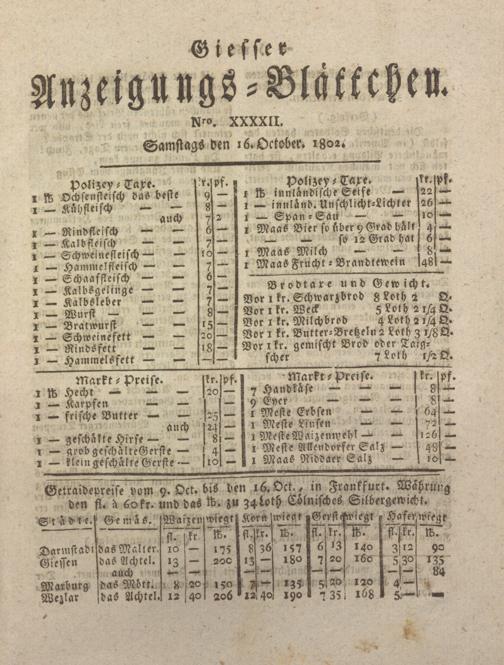 Giesser
Anzeigungs-Blättchen.
Nro. XXXXII.
Samstags den 16. October. 1802.
Polizey-Taxe. kr. pf.
1 ℔ Ochsenfleisch das beste 9 —
1 — Kühfleisch — — 8 —
auch 7 2
1 — Rindfleisch — — 6 —
1 — Kalbfleisch — — 7 —
1 — Schweinefleisch — 10 —
1 — Hammelfleisch — — 7 —
1 — Schaaffleisch — — 6 —
1 — Kalbsgelinge — — 7 —
1 — Kalbsleber — — 7 —
1 — Wurst — — 8 —
1 — Bratwurst — — 15 —
1 — Schweinefett — — 20 —
1 — Rindsfett — — 18 —
1 — Hammelsfett — — — —
Polizey-Taxe. kr. pf.
1 ℔ innländische Seife — 22 —
1 — innländ. Unschlicht-Lichter 26 —
1 — Span-Sau — — 10 —
1 Maas Bier so über 9 Grad hält 4 —
— — so 12 Grad hat 6 —
1 Maas Milch — — 8 —
1 Maas Frucht-Brandtewein 48 —
Brodtare und Gewicht.
Vor 1 kr. Schwarzbrod 8 Loth 2 Q.
Vor 1 kr. Weck 5 Loth 2 1/4 Q.
Vor 1 kr. Milchbrod 4 Loth 2 1/4 Q.
Vor 1 kr. Butter-Bretzeln 2 Loth 3 1/8 Q.
Vor 1 kr. gemischt Brod oder Taig-
scher 7 Loth 1/2 Q.
Markt-Preise. kr. pf.
1 ℔ Hecht — — — 20 —
1 — Karpfen — — — —
1 — frische Butter — — 25 —
auch 24 —
1 — geschälte Hirse — — 8 —
1 — grob geschälte Gerste — 4 —
1 — klein geschälte Gerste — 10 —
Markt-Preise. kr. pf.
7 Handkäse — — — 8 —
9 Eyer — — — 8 —
1 Meste Erbsen — — 64 —
1 Meste Linsen — — 72 —
1 Meste Waizenmehl — — 126 —
1 Meste Allendorfer Salz 49 —
1 Maas Niddaer Salz — 10 —
Getraidepreise vom 9. Oct. bis den 16. Oct., in Frankfurt. Währung
den fl. à 60 kr. und das ℔. zu 34 Loth Cölnisches Silbergewicht.
Städte. Gemäs. Waizen wiegt Korn wiegt Gerste wiegt Hafer wiegt
fl. kr. ℔. fl. kr. ℔. fl. kr. ℔. fl. kr. ℔.
Darmstadt das Malter. 10 — 175 8 36 157 6 13 140 3 12 90
Giessen das Achtel. 13 — 200 13 — 180 7 20 160 5 30 135
auch — — — — — — — 84
Marburg das Mött. 8 20 150 7 — 135 5 20 120 4 —
Wezlar das Achtel. 12 40 206 12 40 190 7 35 168 5 —